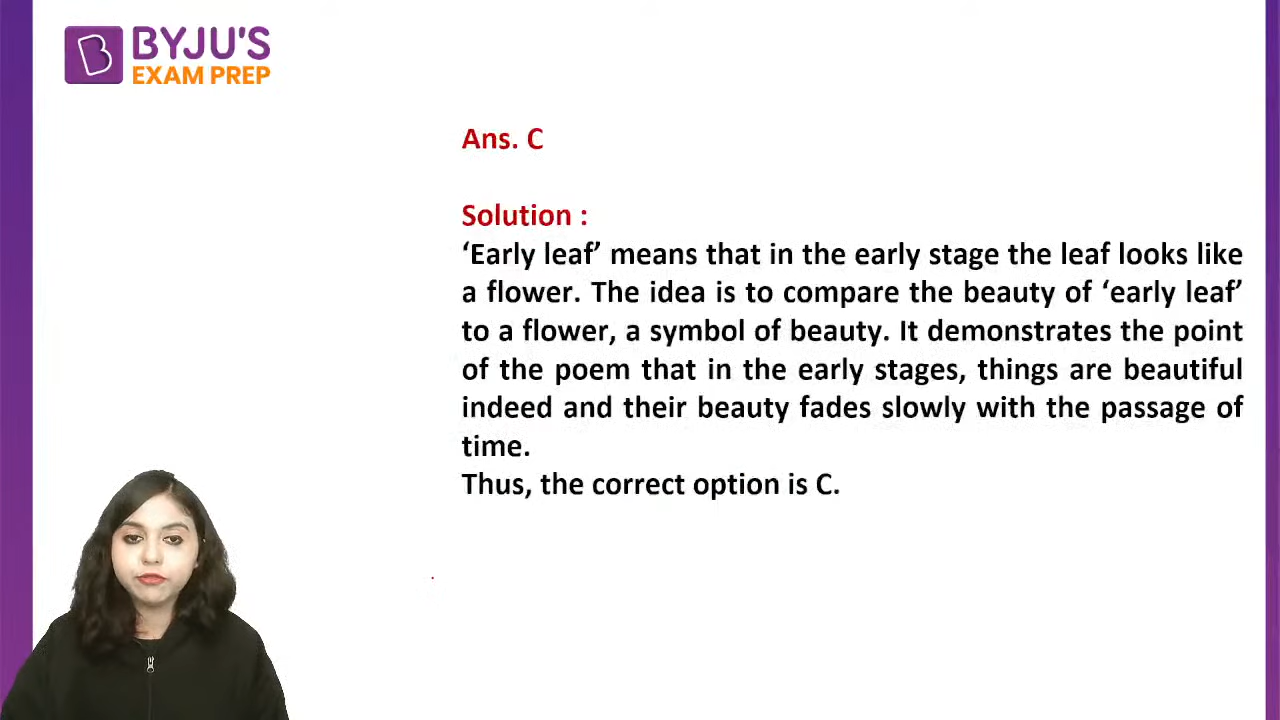 BYJU'S
EXAM PREP
Ans. C
Solution :
‘Early leaf’ means that in the early stage the leaf looks like
a flower. The idea is to compare the beauty of ‘early leaf’
to a flower, a symbol of beauty. It demonstrates the point
of the poem that in the early stages, things are beautiful
indeed and their beauty fades slowly with the passage of
time.
Thus, the correct option is C.